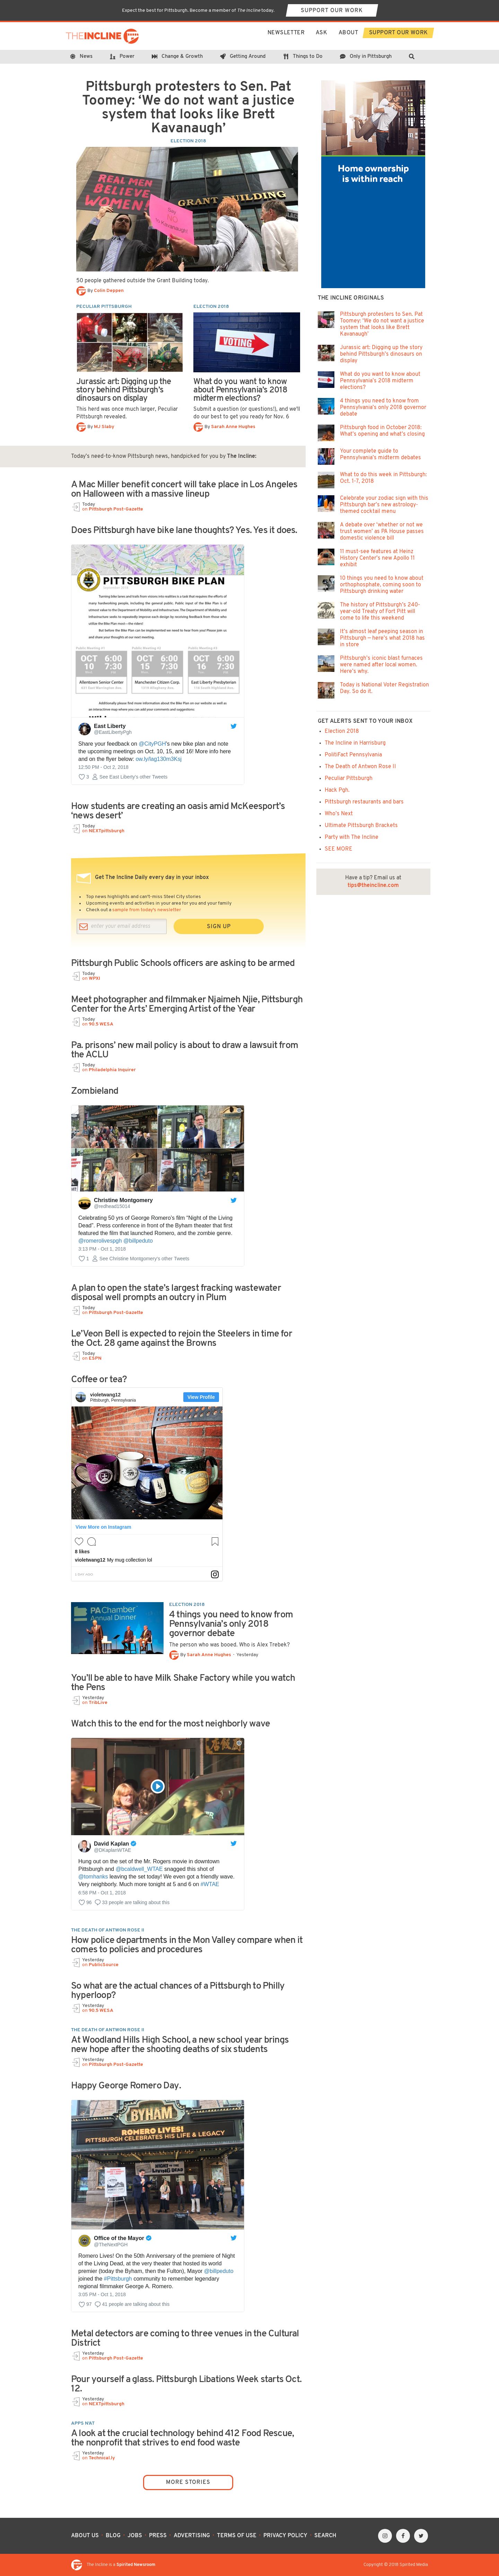 Expect the best for Pittsburgh. Become a member of The Incline today.
SUPPORT OUR WORK
THEINCLINE
NEWSLETTER
ASK
ABOUT
SUPPORT OUR WORK
News
Power
Change & Growth
Getting Around
Things to Do
Only in Pittsburgh
Pittsburgh protesters to Sen. Pat
Toomey: ‘We do not want a justice
system that looks like Brett
Kavanaugh’
ELECTION 2018
REAL MEN
BELIEVE
WOMEN
GRANT BUILDING
50 people gathered outside the Grant Building today.
By Colin Deppen
PECULIAR PITTSBURGH
Jurassic art: Digging up the
story behind Pittsburgh's
dinosaurs on display
This herd was once much larger, Peculiar
Pittsburgh revealed.
By MJ Slaby
ELECTION 2018
VOTING
What do you want to know
about Pennsylvania's 2018
midterm elections?
Submit a question (or questions!), and we'll
do our best to get you ready for Nov. 6
By Sarah Anne Hughes
Today's need-to-know Pittsburgh news, handpicked for you by The Incline:
A Mac Miller benefit concert will take place in Los Angeles
on Halloween with a massive lineup
Today
on Pittsburgh Post-Gazette
Does Pittsburgh have bike lane thoughts? Yes. Yes it does.
PITTSBURGH BIKE PLAN
OCT
10
6:00
7:30
OCT
15
6:00
7:30
OCT
16
6:00
7:30
Allentown Senior Center
Manchester Citizen Corp.
East Liberty Presbyterian
East Liberty
@EastLibertyPgh
Share your feedback on @CityPGH's new bike plan and note
the upcoming meetings on Oct. 10, 15, and 16! More info here
and on the flyer below: ow.ly/lag130m3Ksj
12:50 PM - Oct 2, 2018
3
See East Liberty's other Tweets
How students are creating an oasis amid McKeesport's
‘news desert’
Today
on NEXTpittsburgh
Get The Incline Daily every day in your inbox
Top news highlights and can't-miss Steel City stories
Upcoming events and activities in your area for you and your family
Check out a sample from today's newsletter
enter your email address
SIGN UP
Pittsburgh Public Schools officers are asking to be armed
Today
on WPXI
Meet photographer and filmmaker Njaimeh Njie, Pittsburgh
Center for the Arts' Emerging Artist of the Year
Today
on 90.5 WESA
Pa. prisons' new mail policy is about to draw a lawsuit from
the ACLU
Today
on Philadelphia Inquirer
Zombieland
Christine Montgomery
@redhead15014
Celebrating 50 yrs of George Romero's film “Night of the Living
Dead”. Press conference in front of the Byham theater that first
featured the film that launched Romero, and the zombie genre.
@romerolivespgh @billpeduto
3:13 PM - Oct 1, 2018
1
See Christine Montgomery's other Tweets
A plan to open the state's largest fracking wastewater
disposal well prompts an outcry in Plum
Today
on Pittsburgh Post-Gazette
Le'Veon Bell is expected to rejoin the Steelers in time for
the Oct. 28 game against the Browns
Today
on ESPN
Coffee or tea?
violetwang12
Pittsburgh, Pennsylvania
View Profile
View More on Instagram
8 likes
violetwang12 My mug collection lol
ELECTION 2018
PA Chamber
Annual Dinner
4 things you need to know from
Pennsylvania's only 2018
governor debate
The person who was booed. Who is Alex Trebek?
By Sarah Anne Hughes · Yesterday
You'll be able to have Milk Shake Factory while you watch
the Pens
Yesterday
on TribLive
Watch this to the end for the most neighborly wave
David Kaplan
@DKaplanWTAE
Hung out on the set of the Mr. Rogers movie in downtown
Pittsburgh and @bcaldwell_WTAE snagged this shot of
@tomhanks leaving the set today! We even got a friendly wave.
Very neighborly. Much more tonight at 5 and 6 on #WTAE
6:58 PM - Oct 1, 2018
96
33 people are talking about this
THE DEATH OF ANTWON ROSE II
How police departments in the Mon Valley compare when it
comes to policies and procedures
Yesterday
on PublicSource
So what are the actual chances of a Pittsburgh to Philly
hyperloop?
Yesterday
on 90.5 WESA
THE DEATH OF ANTWON ROSE II
At Woodland Hills High School, a new school year brings
new hope after the shooting deaths of six students
Yesterday
on Pittsburgh Post-Gazette
Happy George Romero Day.
BYHAM
ROMERO LIVES!
PITTSBURGH CELEBRATES HIS LIFE & LEGACY
Office of the Mayor
@TheNextPGH
Romero Lives! On the 50th Anniversary of the premiere of Night
of the Living Dead, at the very theater that hosted its world
premier (today the Byham, then the Fulton), Mayor @billpeduto
joined the #Pittsburgh community to remember legendary
regional filmmaker George A. Romero.
3:05 PM - Oct 1, 2018
97
41 people are talking about this
Metal detectors are coming to three venues in the Cultural
District
Yesterday
on Pittsburgh Post-Gazette
Pour yourself a glass. Pittsburgh Libations Week starts Oct.
12.
Yesterday
on NEXTpittsburgh
APPS N'AT
A look at the crucial technology behind 412 Food Rescue,
the nonprofit that strives to end food waste
Yesterday
on Technical.ly
MORE STORIES
Home ownership
is within reach
THE INCLINE ORIGINALS
Pittsburgh protesters to Sen. Pat
Toomey: ‘We do not want a justice
system that looks like Brett
Kavanaugh’
Jurassic art: Digging up the story
behind Pittsburgh's dinosaurs on
display
What do you want to know about
Pennsylvania's 2018 midterm
elections?
4 things you need to know from
Pennsylvania's only 2018 governor
debate
Pittsburgh food in October 2018:
What's opening and what's closing
Your complete guide to
Pennsylvania's midterm debates
What to do this week in Pittsburgh:
Oct. 1-7, 2018
Celebrate your zodiac sign with this
Pittsburgh bar's new astrology-
themed cocktail menu
A debate over ‘whether or not we
trust women’ as PA House passes
domestic violence bill
11 must-see features at Heinz
History Center's new Apollo 11
exhibit
10 things you need to know about
orthophosphate, coming soon to
Pittsburgh drinking water
The history of Pittsburgh's 240-
year-old Treaty of Fort Pitt will
come to life this weekend
It's almost leaf peeping season in
Pittsburgh — here's what 2018 has
in store
Pittsburgh's iconic blast furnaces
were named after local women.
Here's why.
Today is National Voter Registration
Day. So do it.
GET ALERTS SENT TO YOUR INBOX
Election 2018
The Incline in Harrisburg
PolitiFact Pennsylvania
The Death of Antwon Rose II
Peculiar Pittsburgh
Hack Pgh.
Pittsburgh restaurants and bars
Who's Next
Ultimate Pittsburgh Brackets
Party with The Incline
SEE MORE
Have a tip? Email us at
tips@theincline.com
ABOUT US · BLOG · JOBS · PRESS · ADVERTISING · TERMS OF USE · PRIVACY POLICY · SEARCH
The Incline is a Spirited Newsroom
Copyright © 2018 Spirited Media